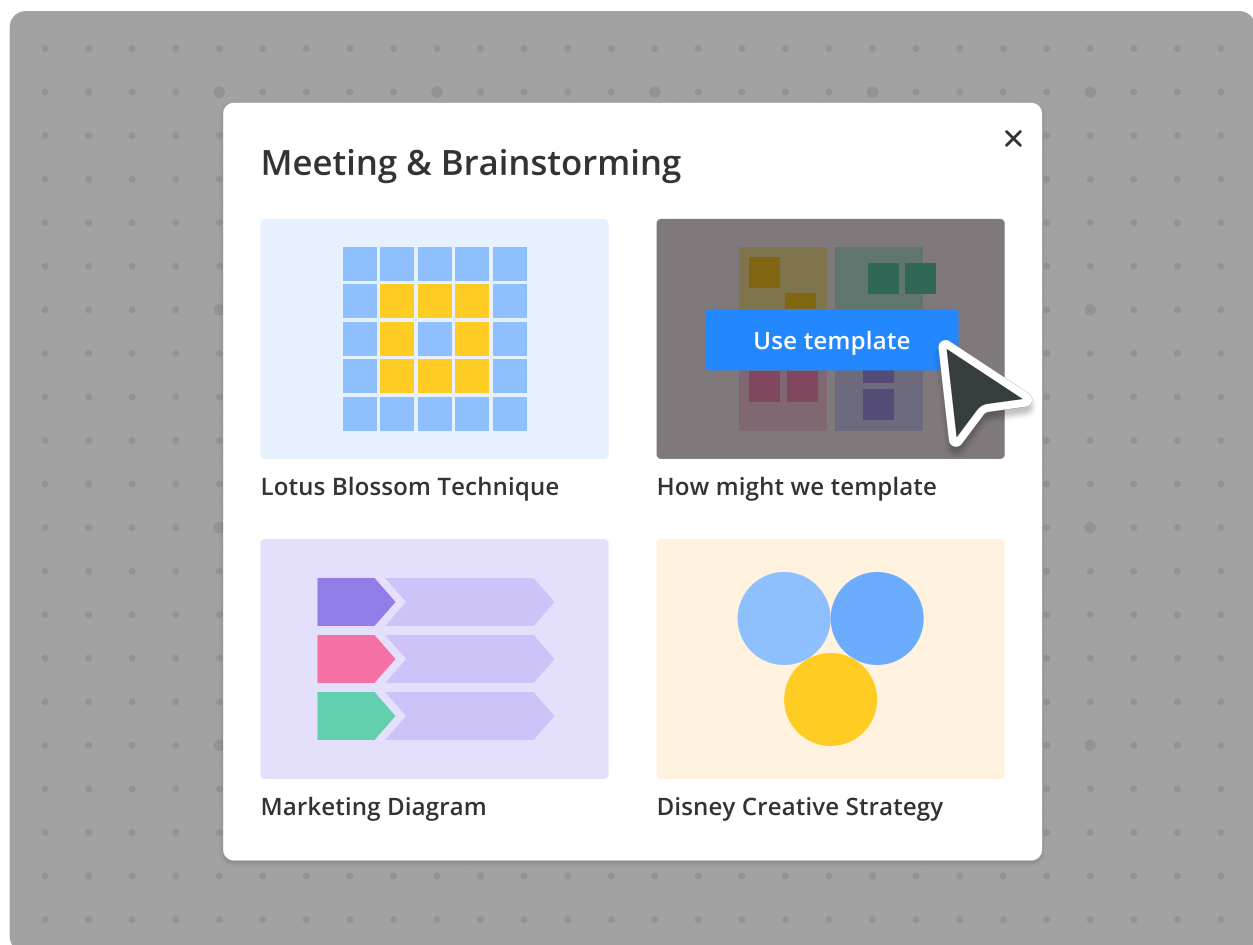 Meeting & Brainstorming
Use template
Lotus Blossom Technique
How might we template
Marketing Diagram
Disney Creative Strategy